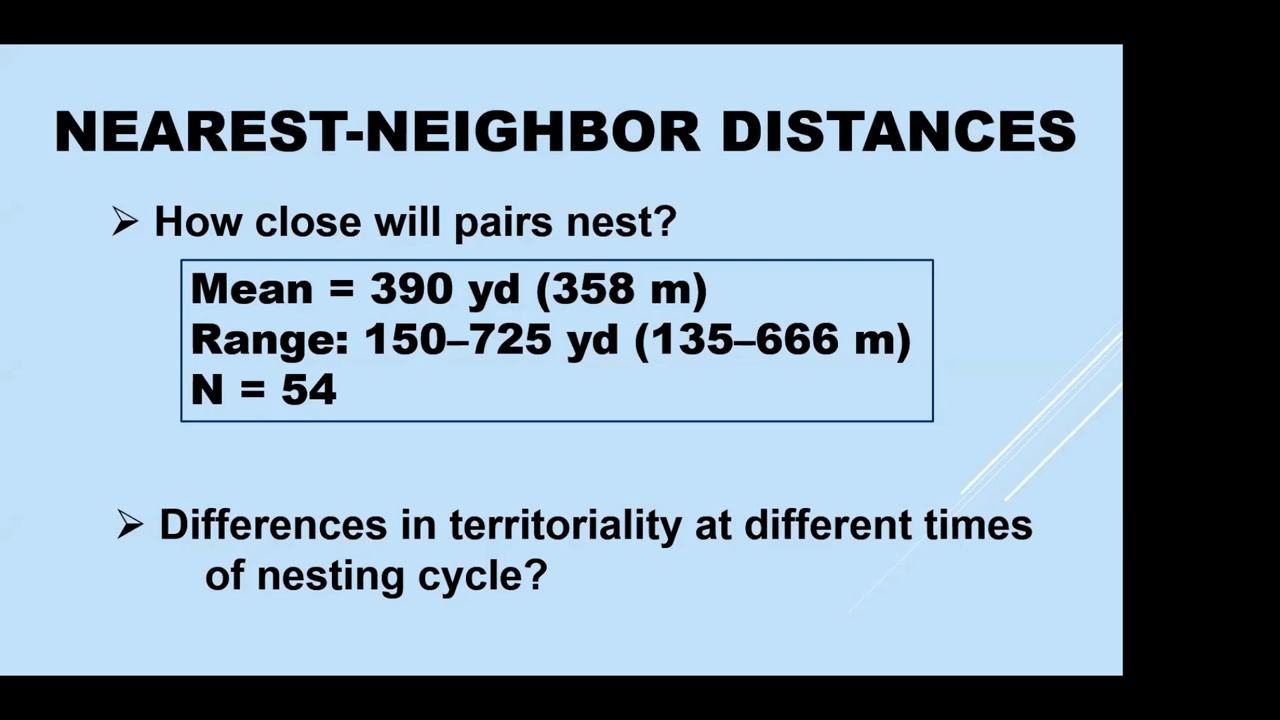 NEAREST-NEIGHBOR DISTANCES
➢ How close will pairs nest?
Mean = 390 yd (358 m)
Range: 150–725 yd (135–666 m)
N = 54
➢ Differences in territoriality at different times
of nesting cycle?